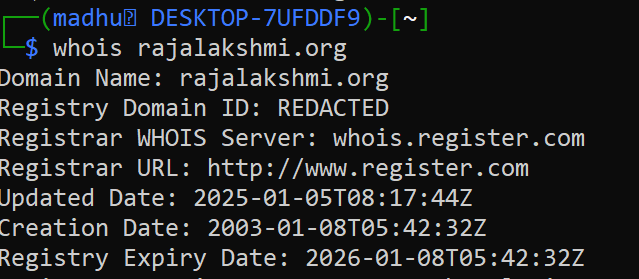 ┌──(madhu㉿ DESKTOP-7UFDDF9)-[~]
└─$ whois rajalakshmi.org
Domain Name: rajalakshmi.org
Registry Domain ID: REDACTED
Registrar WHOIS Server: whois.register.com
Registrar URL: http://www.register.com
Updated Date: 2025-01-05T08:17:44Z
Creation Date: 2003-01-08T05:42:32Z
Registry Expiry Date: 2026-01-08T05:42:32Z